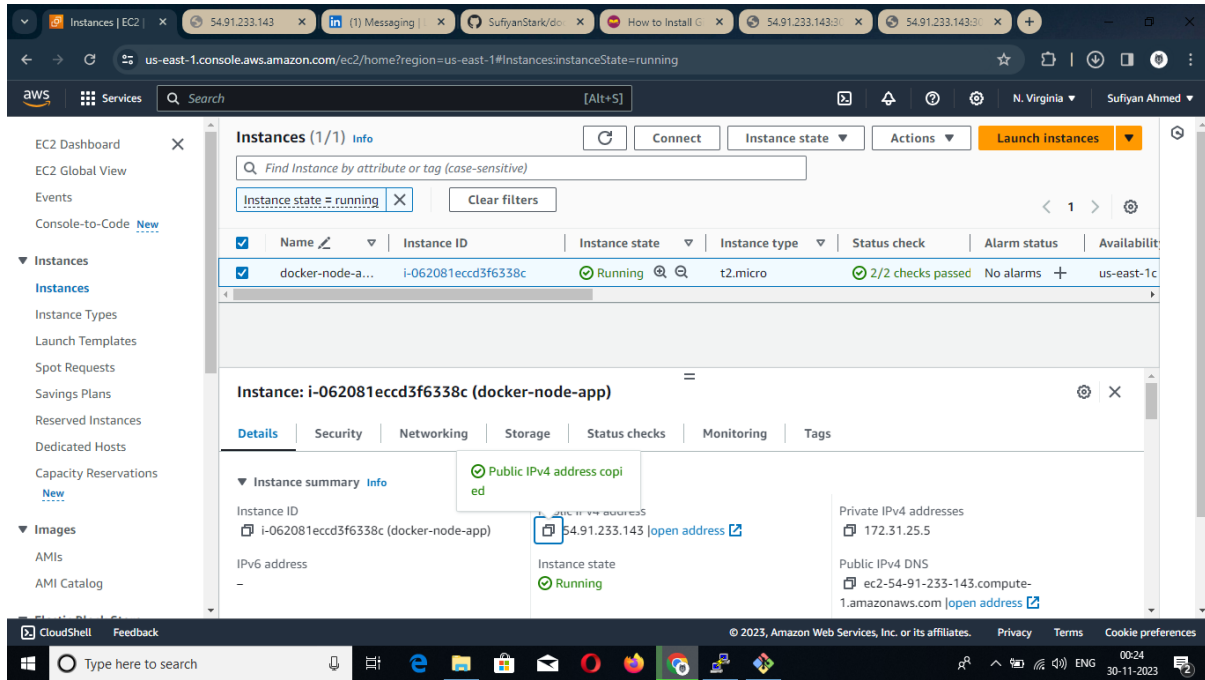 Instances | EC2 |
54.91.233.143
(1) Messaging | L
SufiyanStark/doc
How to Install G
54.91.233.143:30
54.91.233.143:30
us-east-1.console.aws.amazon.com/ec2/home?region=us-east-1#Instances:instanceState=running
aws Services Search [Alt+S] N. Virginia ▼ Sufiyan Ahmed ▼
EC2 Dashboard
EC2 Global View
Events
Console-to-Code New
Instances
Instances
Instance Types
Launch Templates
Spot Requests
Savings Plans
Reserved Instances
Dedicated Hosts
Capacity Reservations
New
Images
AMIs
AMI Catalog
Instances (1/1) Info
Connect
Instance state ▼
Actions ▼
Launch instances
Find Instance by attribute or tag (case-sensitive)
Instance state = running
Clear filters
1
Name Instance ID Instance state Instance type Status check Alarm status Availabilit
docker-node-a... i-062081eccd3f6338c Running t2.micro 2/2 checks passed No alarms + us-east-1c
Instance: i-062081eccd3f6338c (docker-node-app)
Details Security Networking Storage Status checks Monitoring Tags
Public IPv4 address copi
ed
Instance summary Info
Instance ID
i-062081eccd3f6338c (docker-node-app)
Public IPv4 address
54.91.233.143 |open address
Private IPv4 addresses
172.31.25.5
IPv6 address
–
Instance state
Running
Public IPv4 DNS
ec2-54-91-233-143.compute-
1.amazonaws.com |open address
CloudShell Feedback © 2023, Amazon Web Services, Inc. or its affiliates. Privacy Terms Cookie preferences
Type here to search
ENG
00:24
30-11-2023
2